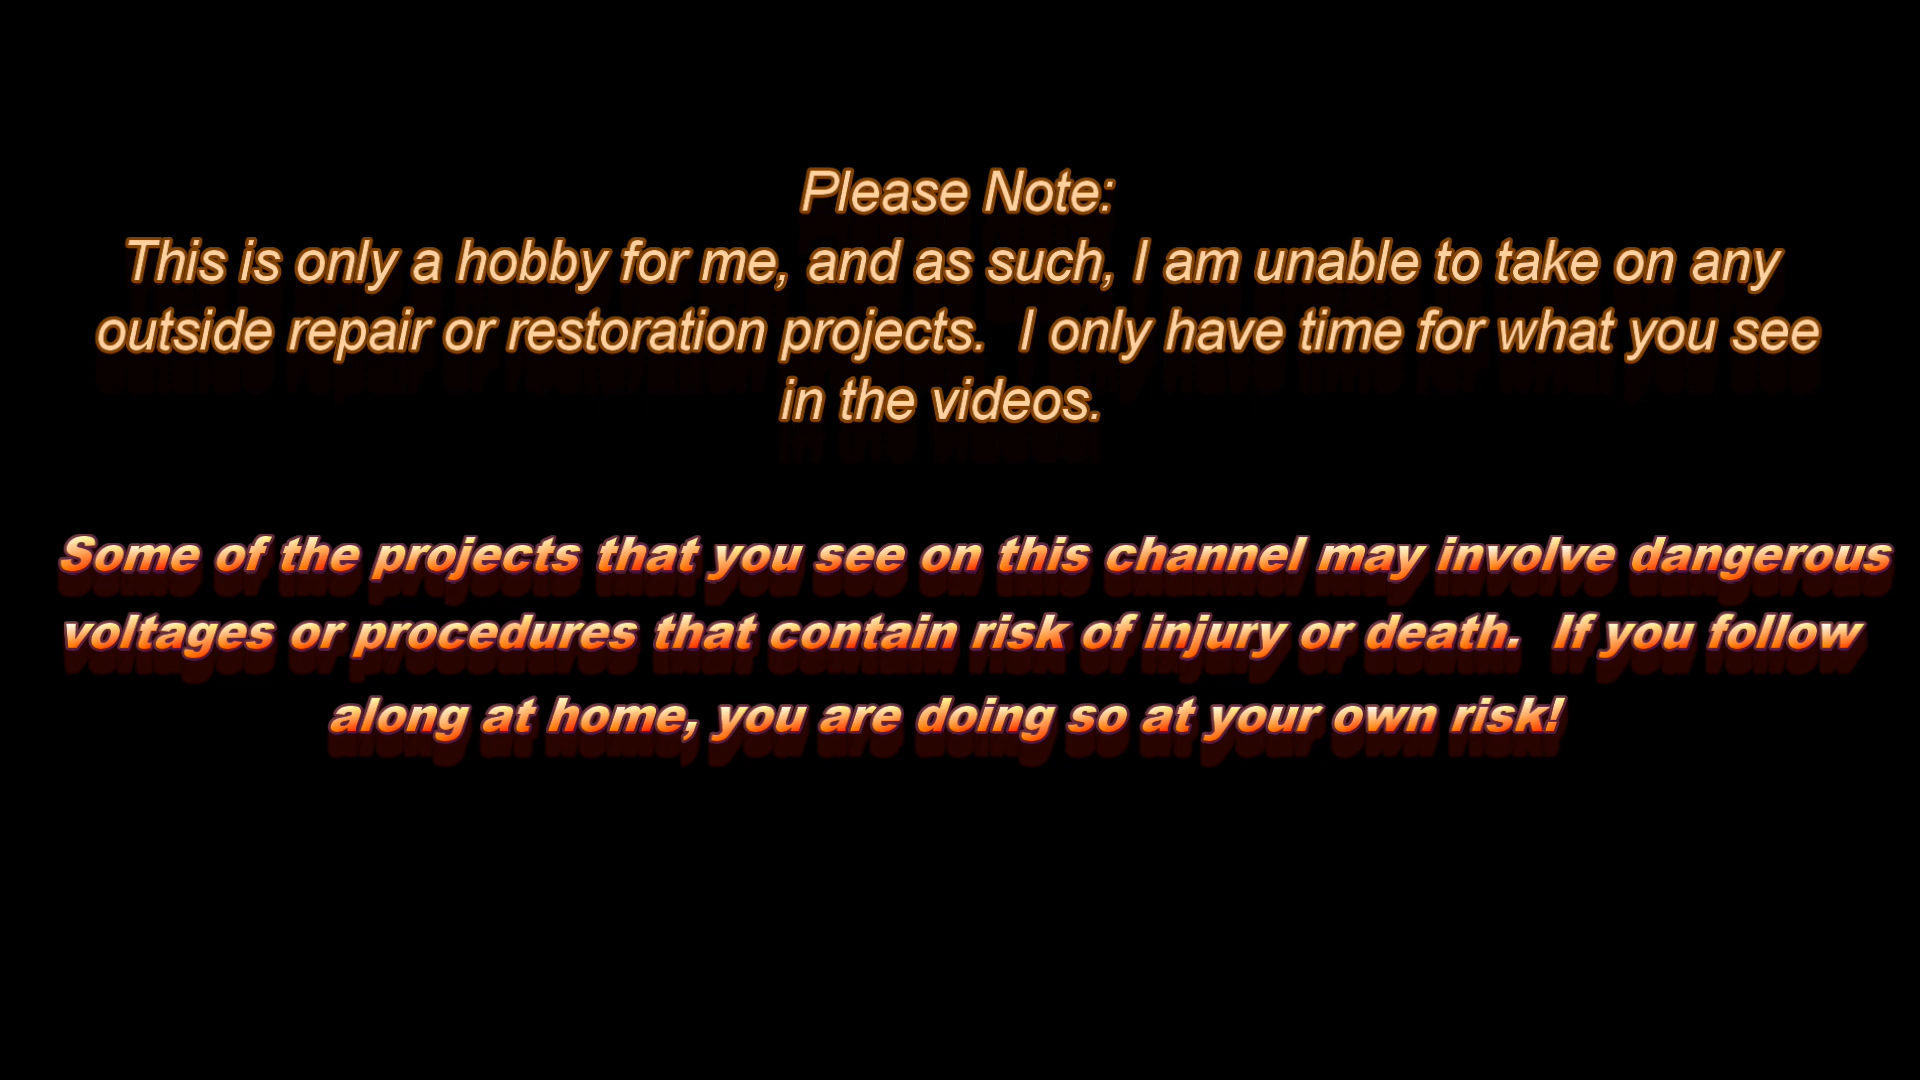 Please Note:
This is only a hobby for me, and as such, I am unable to take on any
outside repair or restoration projects.  I only have time for what you see
in the videos.
Some of the projects that you see on this channel may involve dangerous
voltages or procedures that contain risk of injury or death.  If you follow
along at home, you are doing so at your own risk!